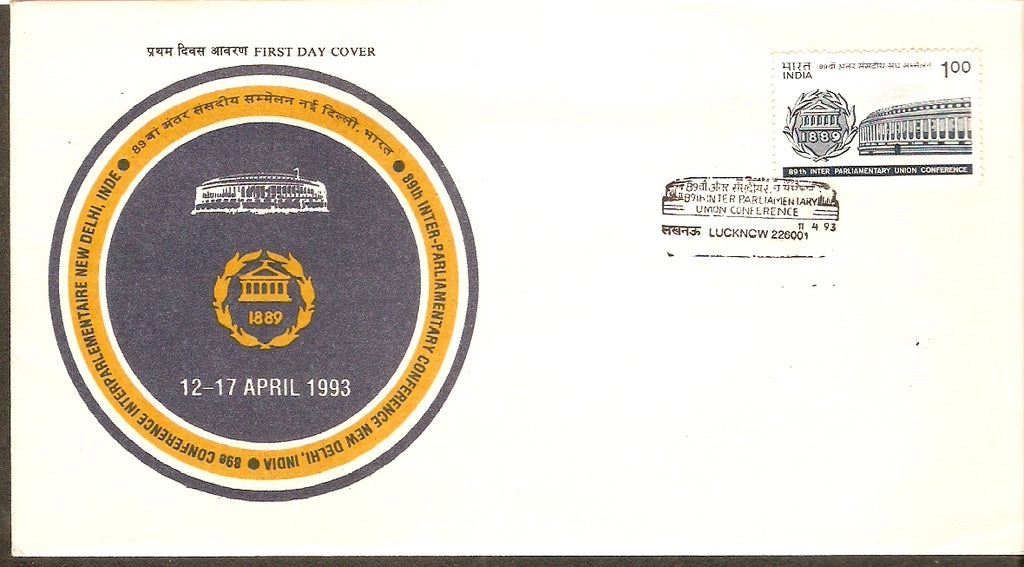 प्रथम दिवस आवरण FIRST DAY COVER
89 वां अंतर संसदीय सम्मेलन नई दिल्ली, भारत
89th INTER-PARLIAMENTARY CONFERENCE NEW DELHI, INDIA
89e CONFERENCE INTERPARLEMENTAIRE NEW DELHI, INDE
1889
12–17 APRIL 1993
भारत 89वाँ अंतर संसदीय संघ सम्मेलन 1.00
INDIA
1889
89th INTER PARLIAMENTARY UNION CONFERENCE
89वाँ अंतर संसदीय
89th INTER PARLIAMENTARY
UNION CONFERENCE
11 4 93
लखनऊ LUCKNOW 226001